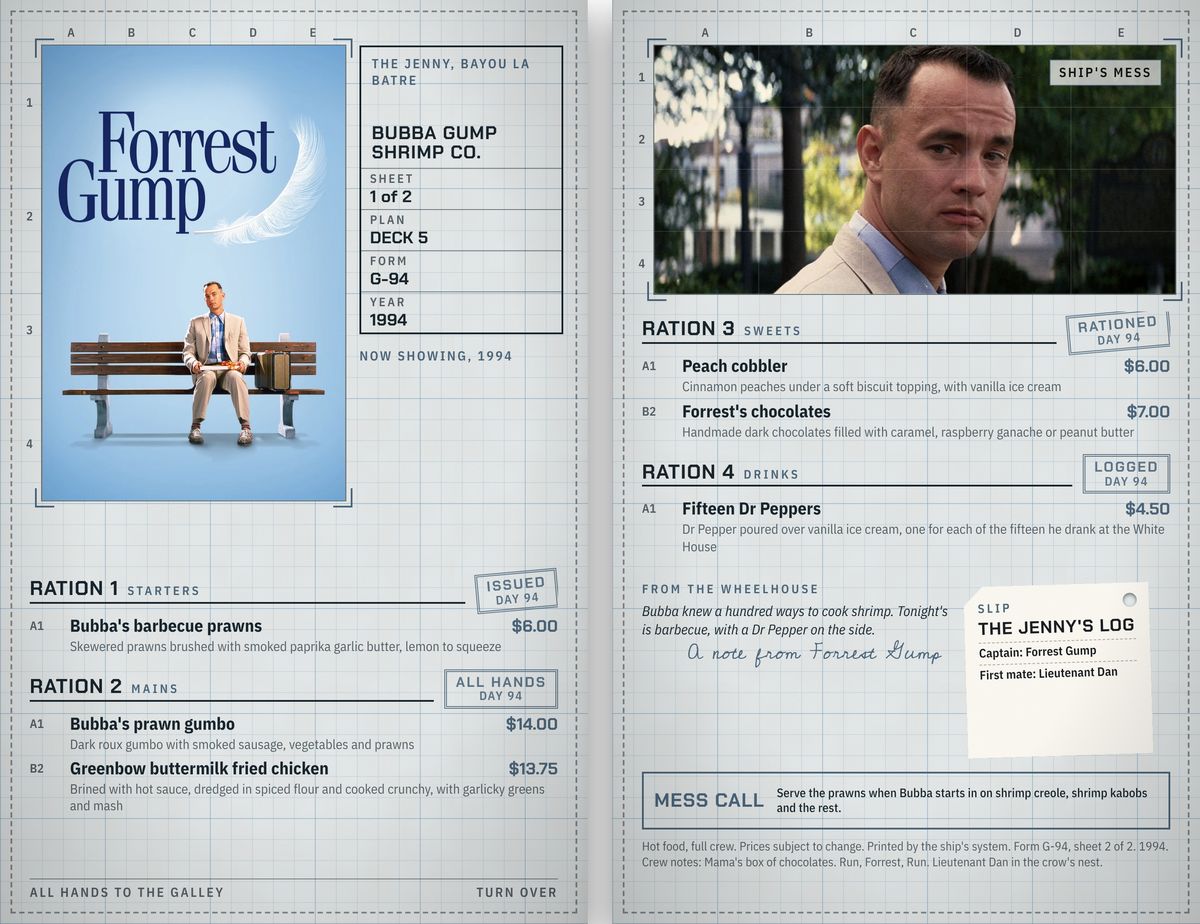 A B C D E
1
2
3
4
Forrest
Gump
THE JENNY, BAYOU LA
BATRE
BUBBA GUMP
SHRIMP CO.
SHEET
1 of 2
PLAN
DECK 5
FORM
G-94
YEAR
1994
NOW SHOWING, 1994
RATION 1 STARTERS
ISSUED
DAY 94
A1 Bubba's barbecue prawns $6.00
Skewered prawns brushed with smoked paprika garlic butter, lemon to squeeze
RATION 2 MAINS
ALL HANDS
DAY 94
A1 Bubba's prawn gumbo $14.00
Dark roux gumbo with smoked sausage, vegetables and prawns
B2 Greenbow buttermilk fried chicken $13.75
Brined with hot sauce, dredged in spiced flour and cooked crunchy, with garlicky greens
and mash
ALL HANDS TO THE GALLEY TURN OVER
A B C D E
1
2
3
4
SHIP'S MESS
RATION 3 SWEETS
RATIONED
DAY 94
A1 Peach cobbler $6.00
Cinnamon peaches under a soft biscuit topping, with vanilla ice cream
B2 Forrest's chocolates $7.00
Handmade dark chocolates filled with caramel, raspberry ganache or peanut butter
RATION 4 DRINKS
LOGGED
DAY 94
A1 Fifteen Dr Peppers $4.50
Dr Pepper poured over vanilla ice cream, one for each of the fifteen he drank at the White
House
FROM THE WHEELHOUSE
Bubba knew a hundred ways to cook shrimp. Tonight's
is barbecue, with a Dr Pepper on the side.
A note from Forrest Gump
SLIP
THE JENNY'S LOG
Captain: Forrest Gump
First mate: Lieutenant Dan
MESS CALL
Serve the prawns when Bubba starts in on shrimp creole, shrimp kabobs
and the rest.
Hot food, full crew. Prices subject to change. Printed by the ship's system. Form G-94, sheet 2 of 2. 1994.
Crew notes: Mama's box of chocolates. Run, Forrest, Run. Lieutenant Dan in the crow's nest.